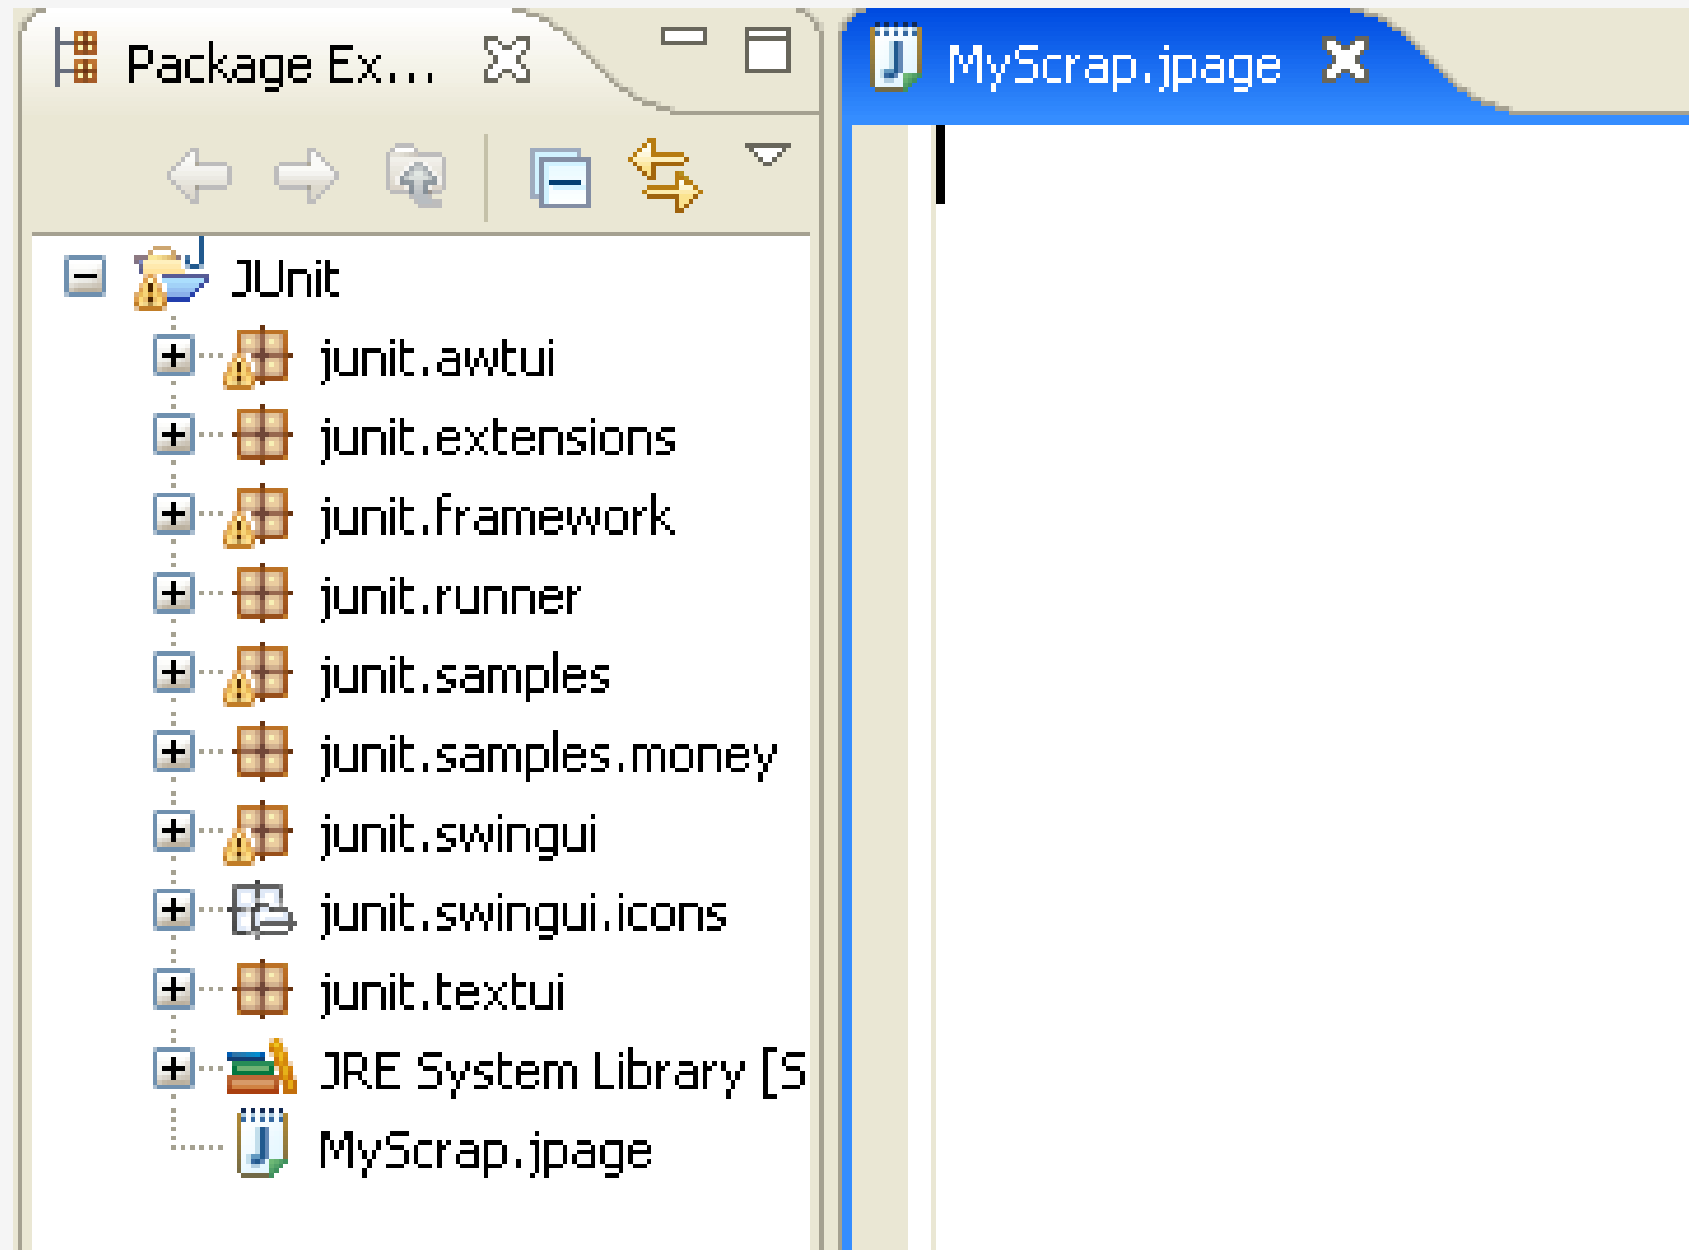 Package Ex...
MyScrap.jpage
JUnit
junit.awtui
junit.extensions
junit.framework
junit.runner
junit.samples
junit.samples.money
junit.swingui
junit.swingui.icons
junit.textui
JRE System Library [S
MyScrap.jpage